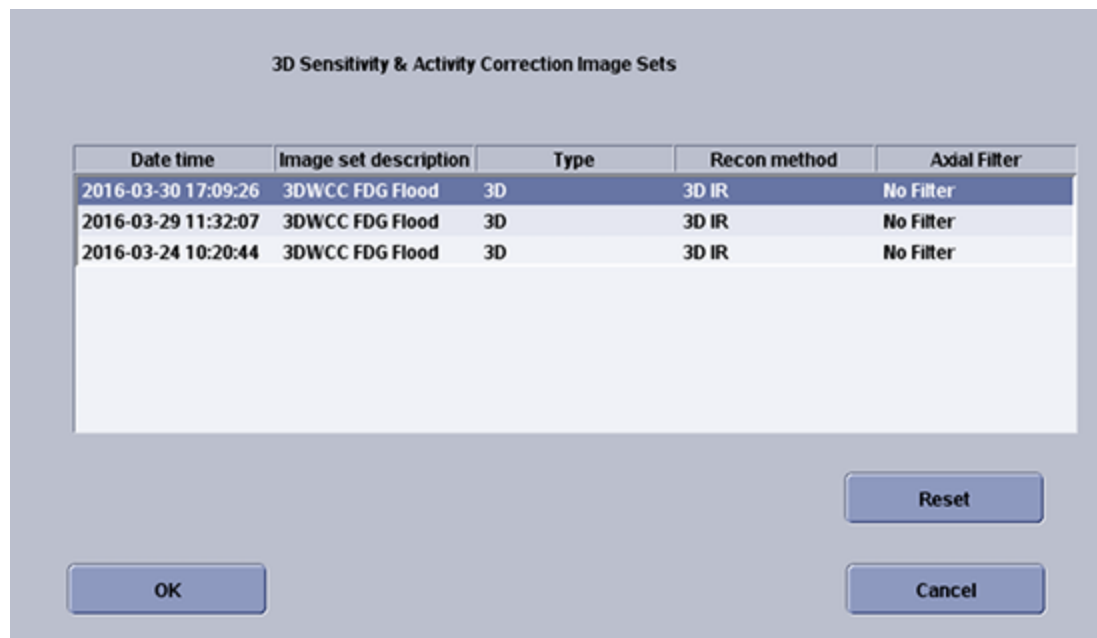 3D Sensitivity & Activity Correction Image Sets
Date time Image set description Type Recon method Axial Filter
2016-03-30 17:09:26 3DWCC FDG Flood 3D 3D IR No Filter
2016-03-29 11:32:07 3DWCC FDG Flood 3D 3D IR No Filter
2016-03-24 10:20:44 3DWCC FDG Flood 3D 3D IR No Filter
Reset
OK Cancel